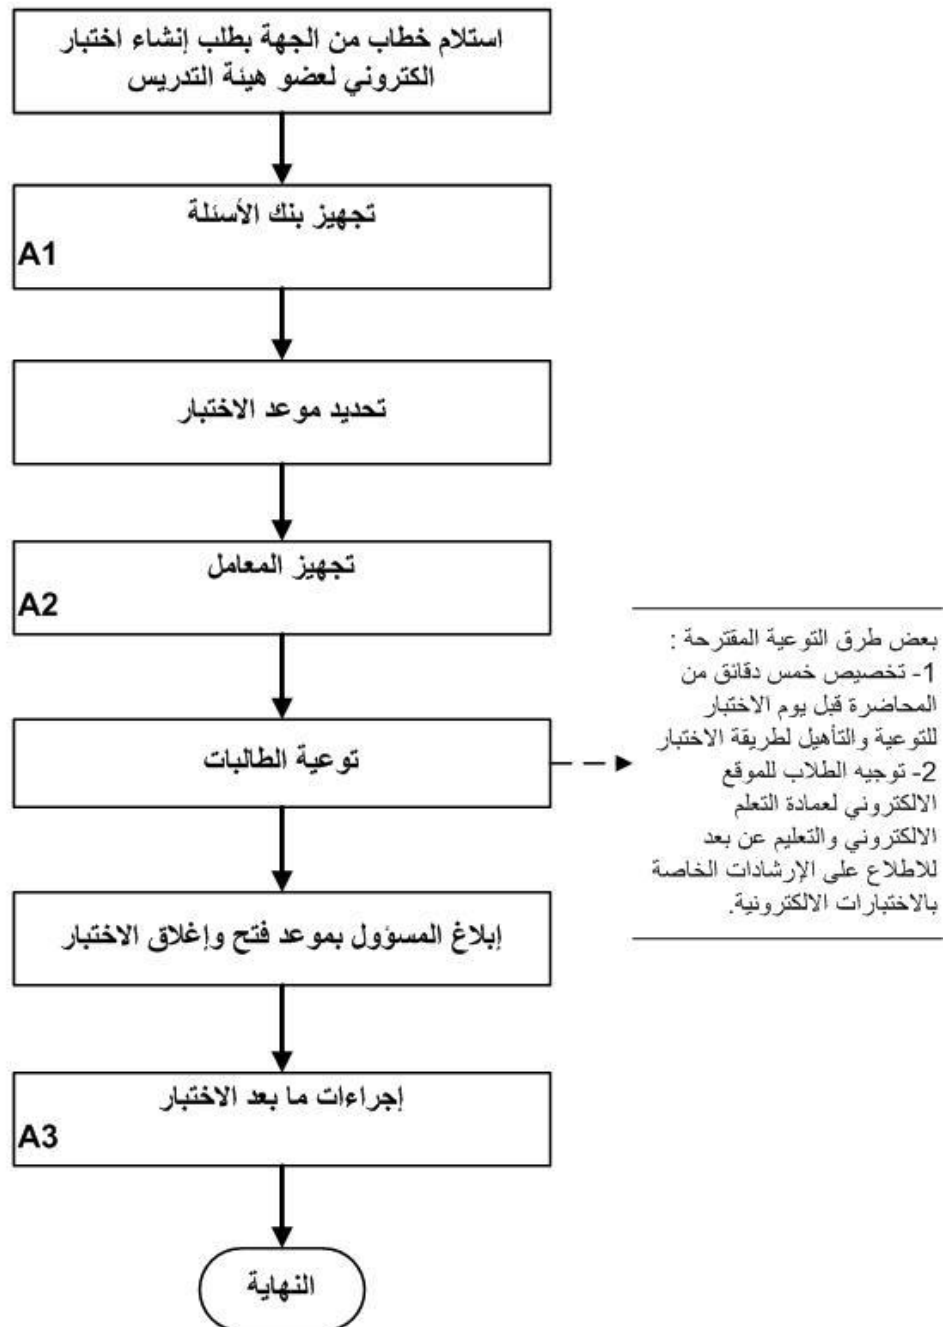 استلام خطاب من الجهة بطلب إنشاء اختبار
الكتروني لعضو هيئة التدريس
تجهيز بنك الأسئلة
A1
تحديد موعد الاختبار
تجهيز المعامل
A2
توعية الطالبات
بعض طرق التوعية المقترحة :
1- تخصيص خمس دقائق من
المحاضرة قبل يوم الاختبار
للتوعية والتأهيل لطريقة الاختبار
2- توجيه الطلاب للموقع
الالكتروني لعمادة التعلم
الالكتروني والتعليم عن بعد
للاطلاع على الإرشادات الخاصة
بالاختبارات الالكترونية.
إبلاغ المسؤول بموعد فتح وإغلاق الاختبار
إجراءات ما بعد الاختبار
A3
النهاية